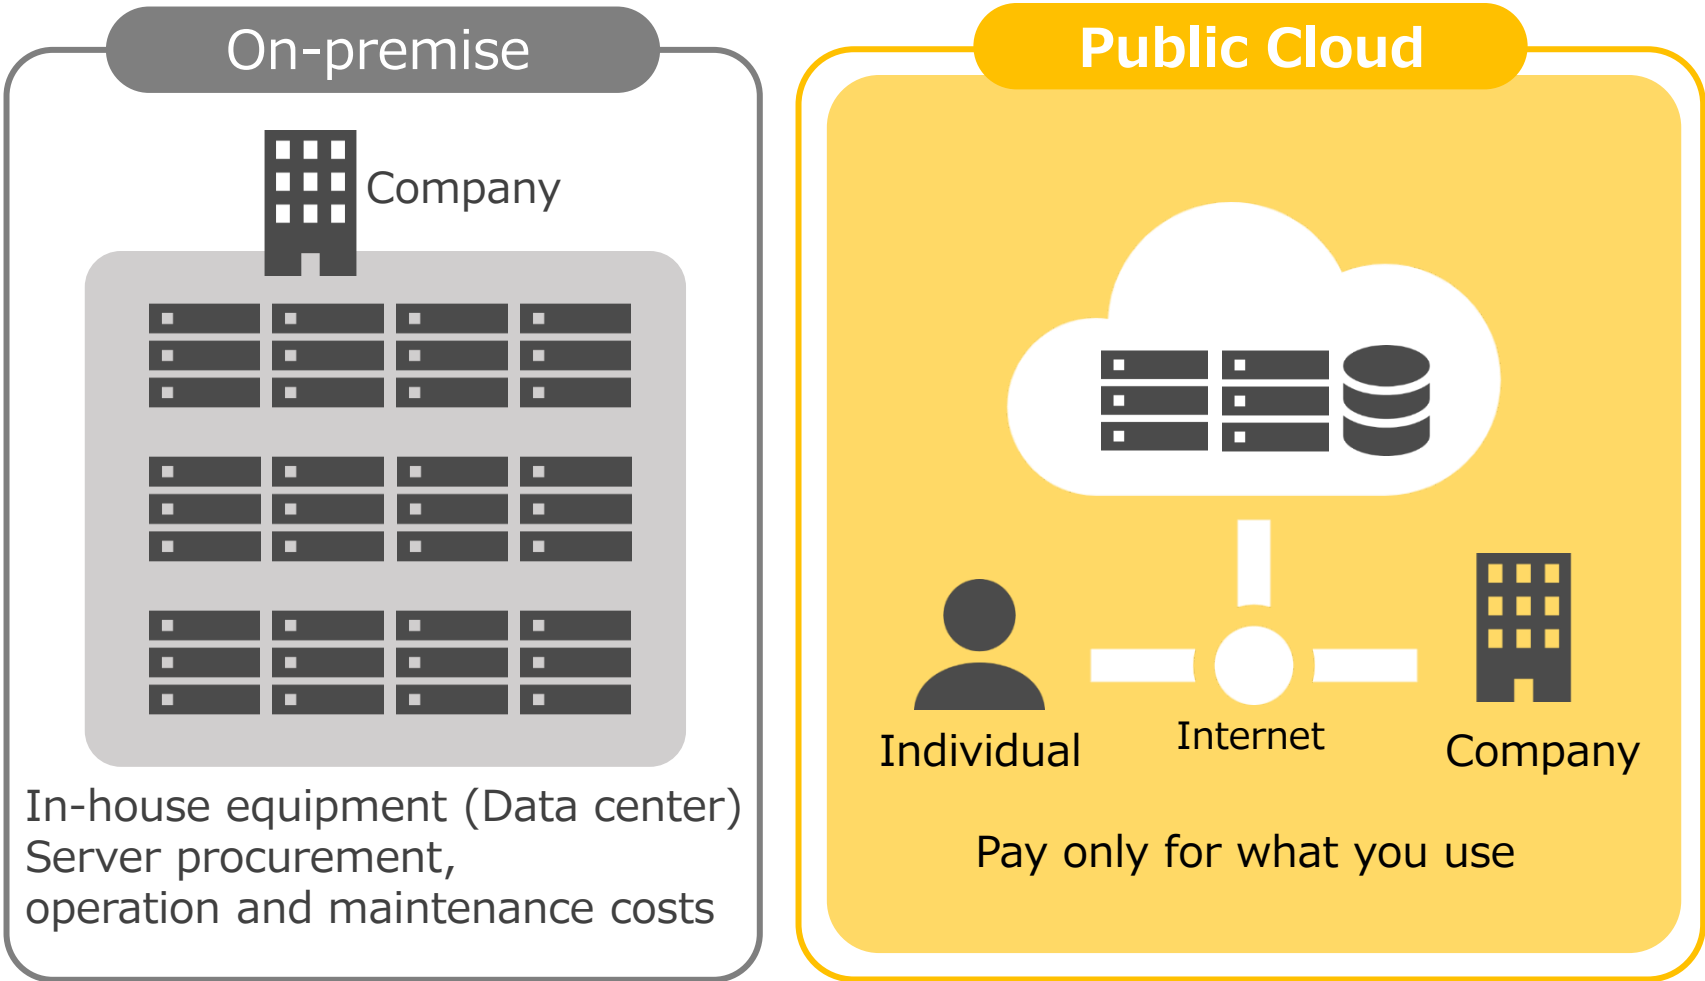 On-premise
Company
In-house equipment (Data center)
Server procurement,
operation and maintenance costs
Public Cloud
Individual
Internet
Company
Pay only for what you use